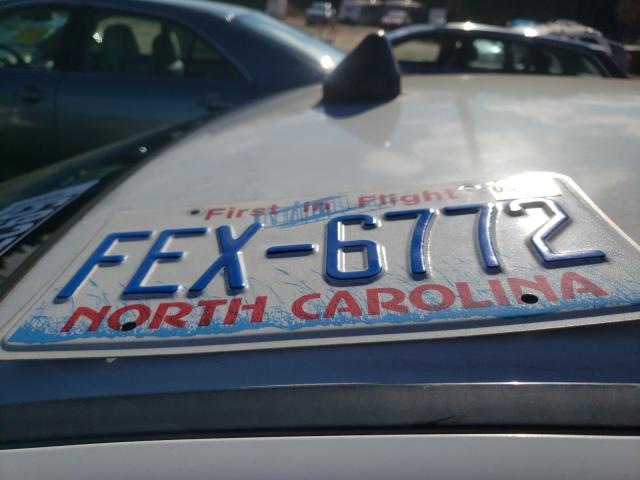 First in Flight
FEX-6772
NORTH CAROLINA